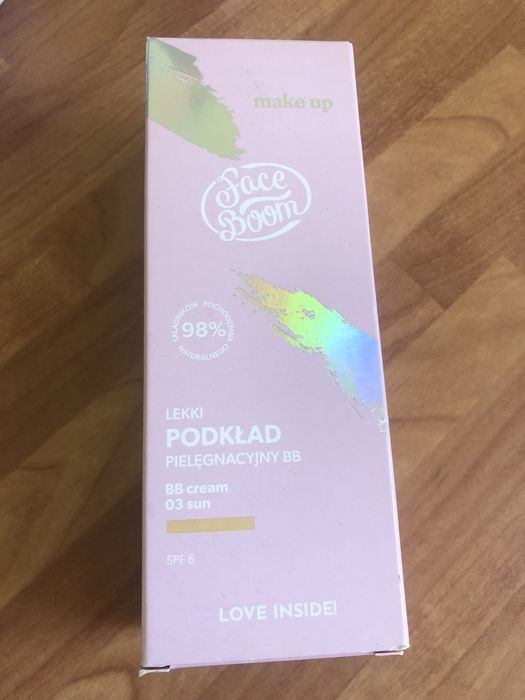 make up
Face
Boom
98%
SKŁADNIKÓW POCHODZENIA
NATURALNEGO
LEKKI
PODKŁAD
PIELĘGNACYJNY BB
BB cream
03 sun
SPF 6
LOVE INSIDE!